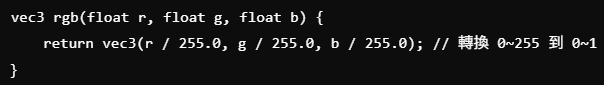 vec3 rgb(float r, float g, float b) {
    return vec3(r / 255.0, g / 255.0, b / 255.0); // 轉換 0~255 到 0~1
}